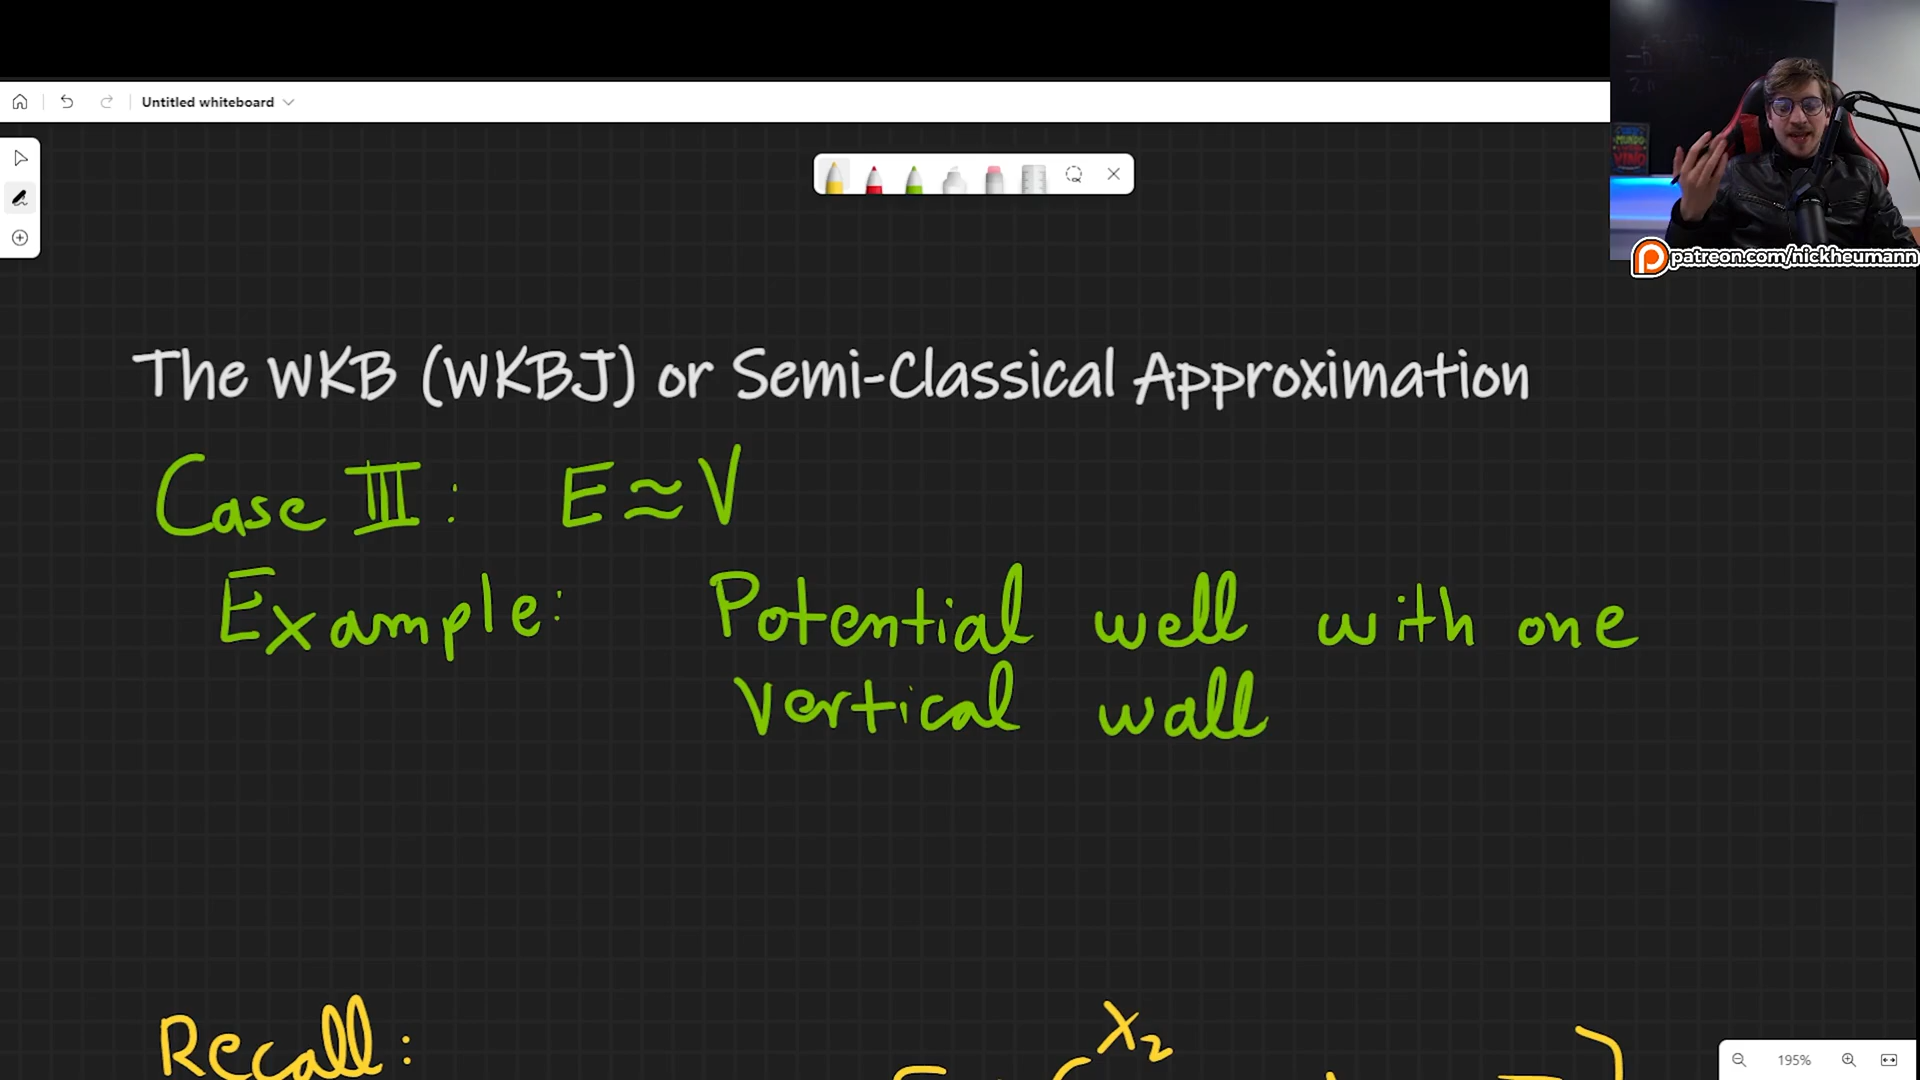 Untitled whiteboard
patreon.com/nickheumann
The WKB (WKBJ) or Semi-Classical Approximation
Case III: E≈V
Example: Potential well with one
vertical wall
Recall:
x₂
195%